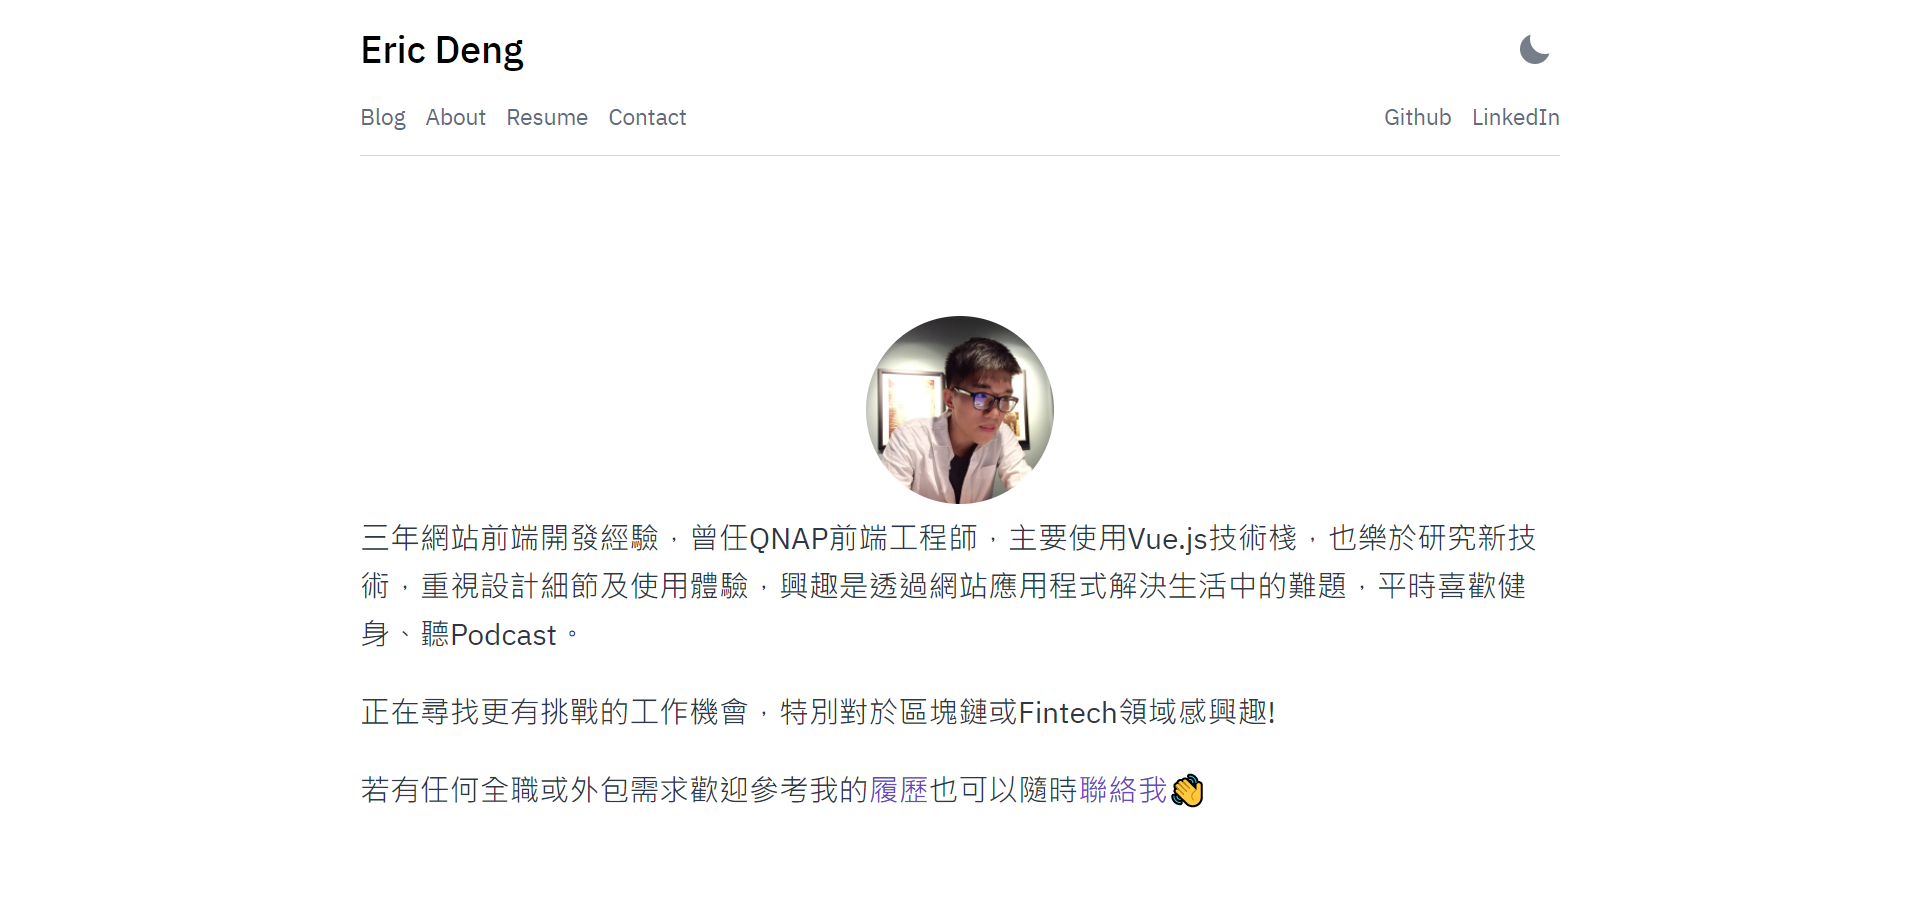 Eric Deng
Blog About Resume Contact Github LinkedIn
三年網站前端開發經驗，曾任QNAP前端工程師，主要使用Vue.js技術棧，也樂於研究新技
術，重視設計細節及使用體驗，興趣是透過網站應用程式解決生活中的難題，平時喜歡健
身、聽Podcast。
正在尋找更有挑戰的工作機會，特別對於區塊鏈或Fintech領域感興趣!
若有任何全職或外包需求歡迎參考我的履歷也可以隨時聯絡我👋